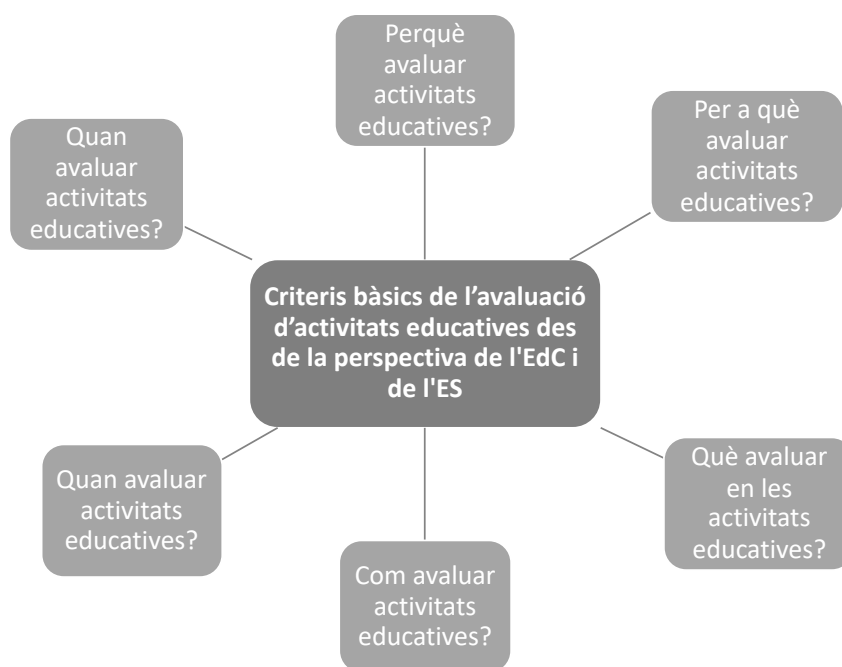 Perquè
avaluar
activitats
educatives?
Per a què
avaluar
activitats
educatives?
Quan
avaluar
activitats
educatives?
Criteris bàsics de l’avaluació
d’activitats educatives des
de la perspectiva de l'EdC i
de l'ES
Què avaluar
en les
activitats
educatives?
Quan avaluar
activitats
educatives?
Com avaluar
activitats
educatives?